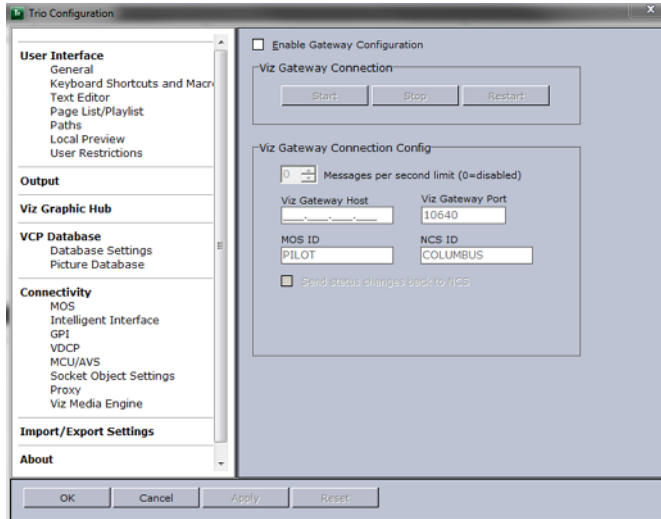 Trio Configuration
X
User Interface
General
Keyboard Shortcuts and Macr
Text Editor
Page List/Playlist
Paths
Local Preview
User Restrictions
Output
Viz Graphic Hub
VCP Database
Database Settings
Picture Database
Connectivity
MOS
Intelligent Interface
GPI
VDCP
MCU/AVS
Socket Object Settings
Proxy
Viz Media Engine
Import/Export Settings
About
Enable Gateway Configuration
Viz Gateway Connection
Start Stop Restart
Viz Gateway Connection Config
0 Messages per second limit (0=disabled)
Viz Gateway Host Viz Gateway Port
___.___.___.___ 10640
MOS ID NCS ID
PILOT COLUMBUS
Send status changes back to NCS
OK Cancel Apply Reset